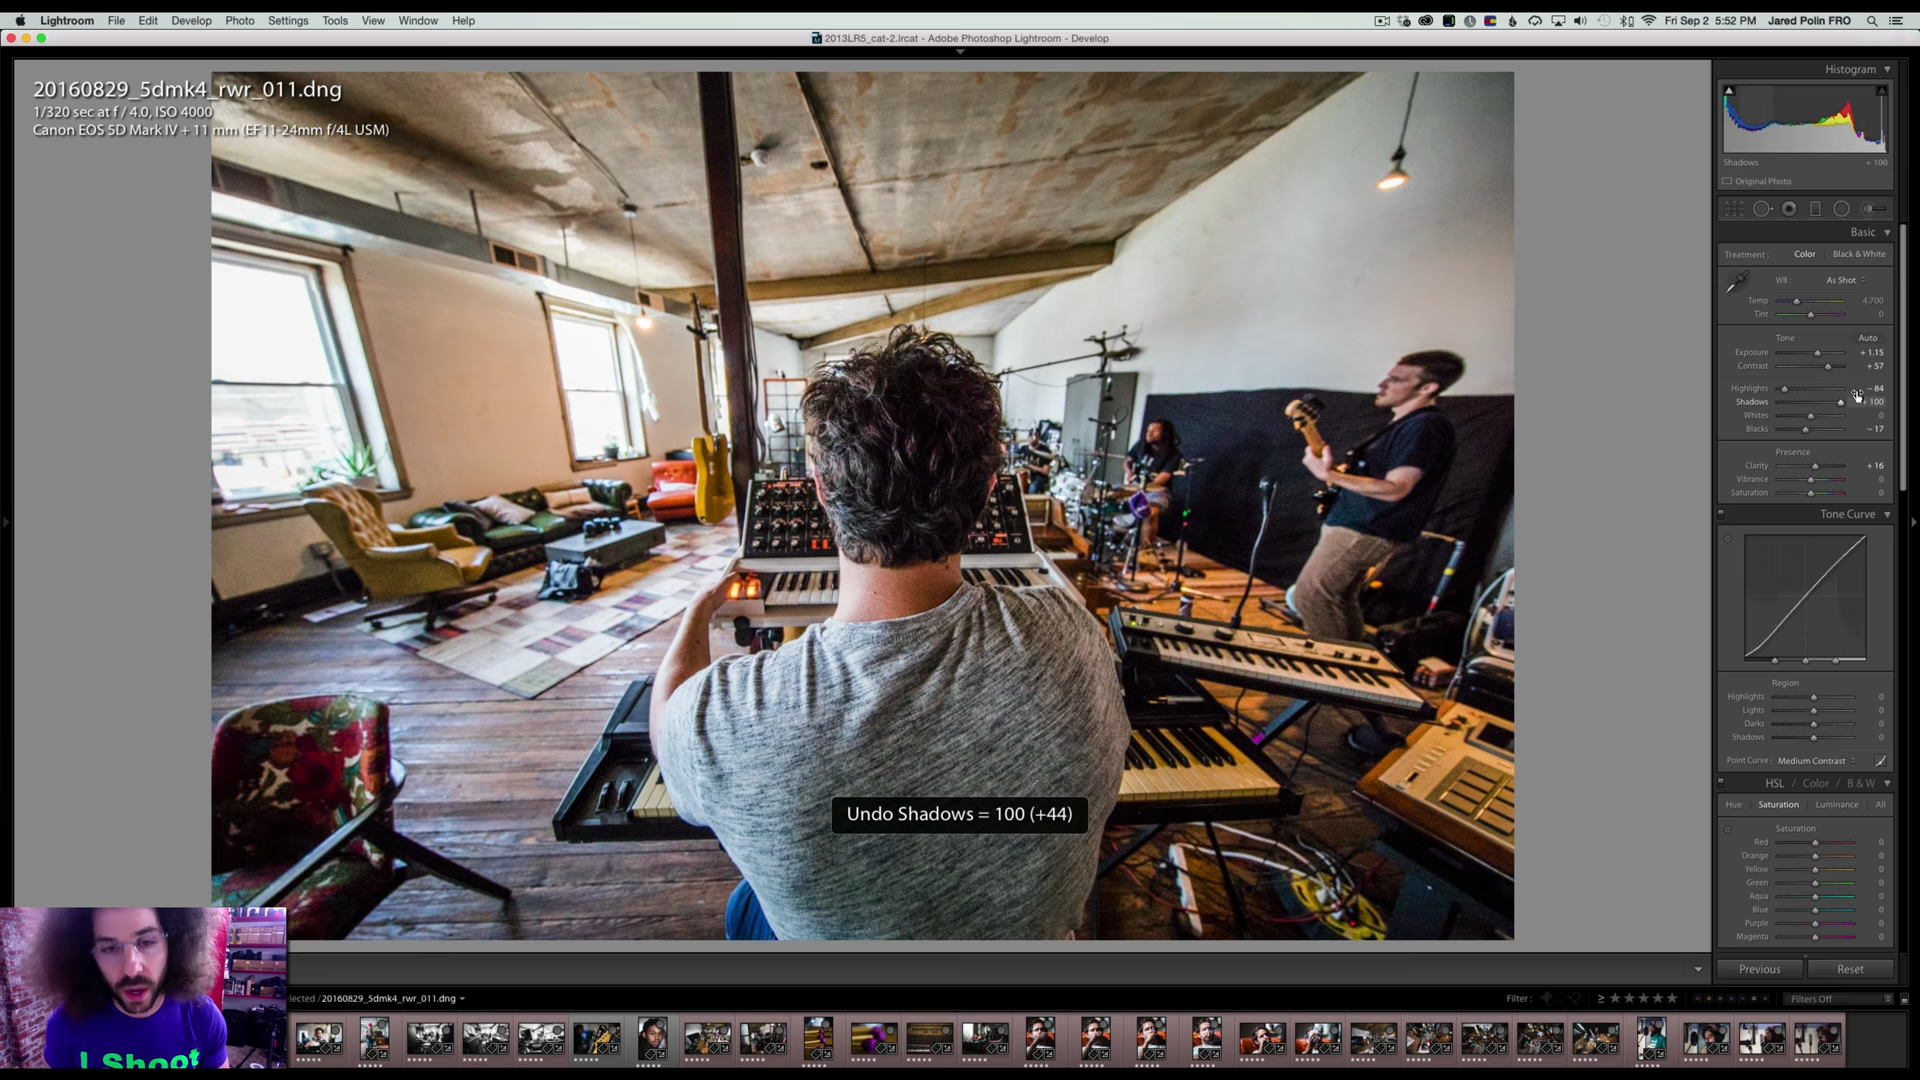 Lightroom File Edit Develop Photo Settings Tools View Window Help
Fri Sep 2 5:52 PM Jared Polin FRO
2013LR5_cat-2.lrcat - Adobe Photoshop Lightroom - Develop
20160829_5dmk4_rwr_011.dng
1/320 sec at f / 4.0, ISO 4000
Canon EOS 5D Mark IV + 11 mm (EF11-24mm f/4L USM)
Histogram
Shadows + 100
Original Photo
Basic
Treatment : Color Black & White
WB : As Shot
Temp 4,700
Tint 0
Tone Auto
Exposure + 1.15
Contrast + 57
Highlights − 84
Shadows + 100
Whites 0
Blacks − 17
Presence
Clarity + 16
Vibrance 0
Saturation 0
Tone Curve
Region
Highlights 0
Lights 0
Darks 0
Shadows 0
Point Curve : Medium Contrast
HSL / Color / B & W
Hue Saturation Luminance All
Saturation
Red 0
Orange 0
Yellow 0
Green 0
Aqua 0
Blue 0
Purple 0
Magenta 0
Undo Shadows = 100 (+44)
Previous Reset
lected / 20160829_5dmk4_rwr_011.dng
Filter : ≥ ★★★★★ Filters Off
I Shoot